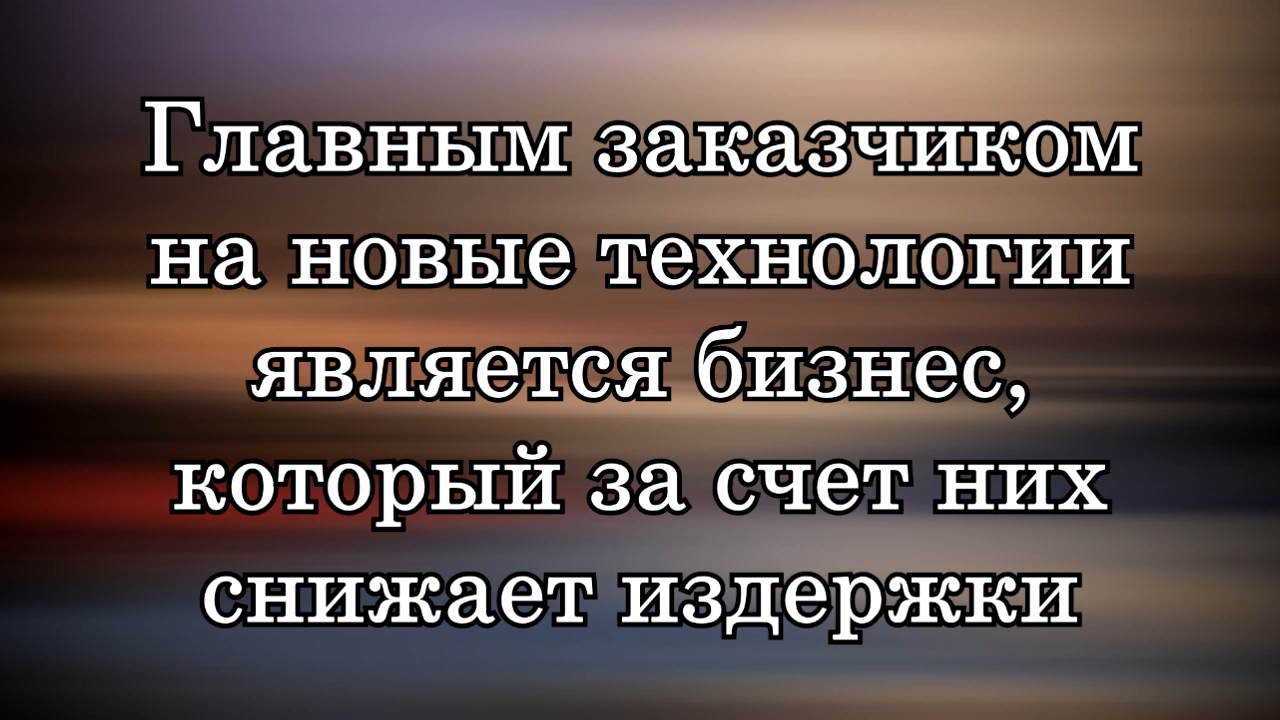 Главным заказчиком
на новые технологии
является бизнес,
который за счет них
снижает издержки